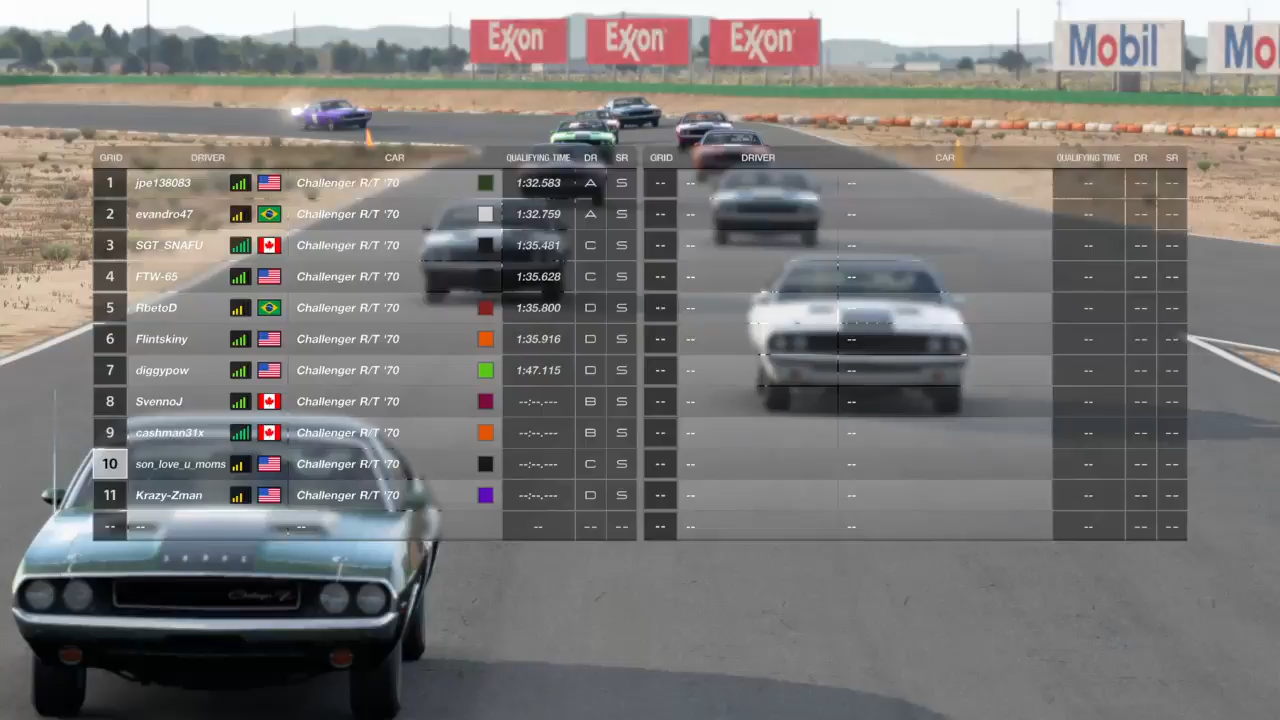 Exxon Exxon Exxon Mobil Mo
GRID DRIVER CAR QUALIFYING TIME DR SR GRID DRIVER CAR QUALIFYING TIME DR SR
1 jpe138083 Challenger R/T '70 1:32.583 A S -- -- -- -- -- --
2 evandro47 Challenger R/T '70 1:32.759 A S -- -- -- -- -- --
3 SGT_SNAFU Challenger R/T '70 1:35.481 C S -- -- -- -- -- --
4 FTW-65 Challenger R/T '70 1:35.628 C S -- -- -- -- -- --
5 RbetoD Challenger R/T '70 1:35.800 D S -- -- -- -- -- --
6 Flintskiny Challenger R/T '70 1:35.916 D S -- -- -- -- -- --
7 diggypow Challenger R/T '70 1:47.115 D S -- -- -- -- -- --
8 SvennoJ Challenger R/T '70 --:--.--- B S -- -- -- -- -- --
9 cashman31x Challenger R/T '70 --:--.--- B S -- -- -- -- -- --
10 son_love_u_moms Challenger R/T '70 --:--.--- C S -- -- -- -- -- --
11 Krazy-Zman Challenger R/T '70 --:--.--- D S -- -- -- -- -- --
-- -- -- -- -- -- -- -- -- -- -- --
DODGE
Challenger R/T